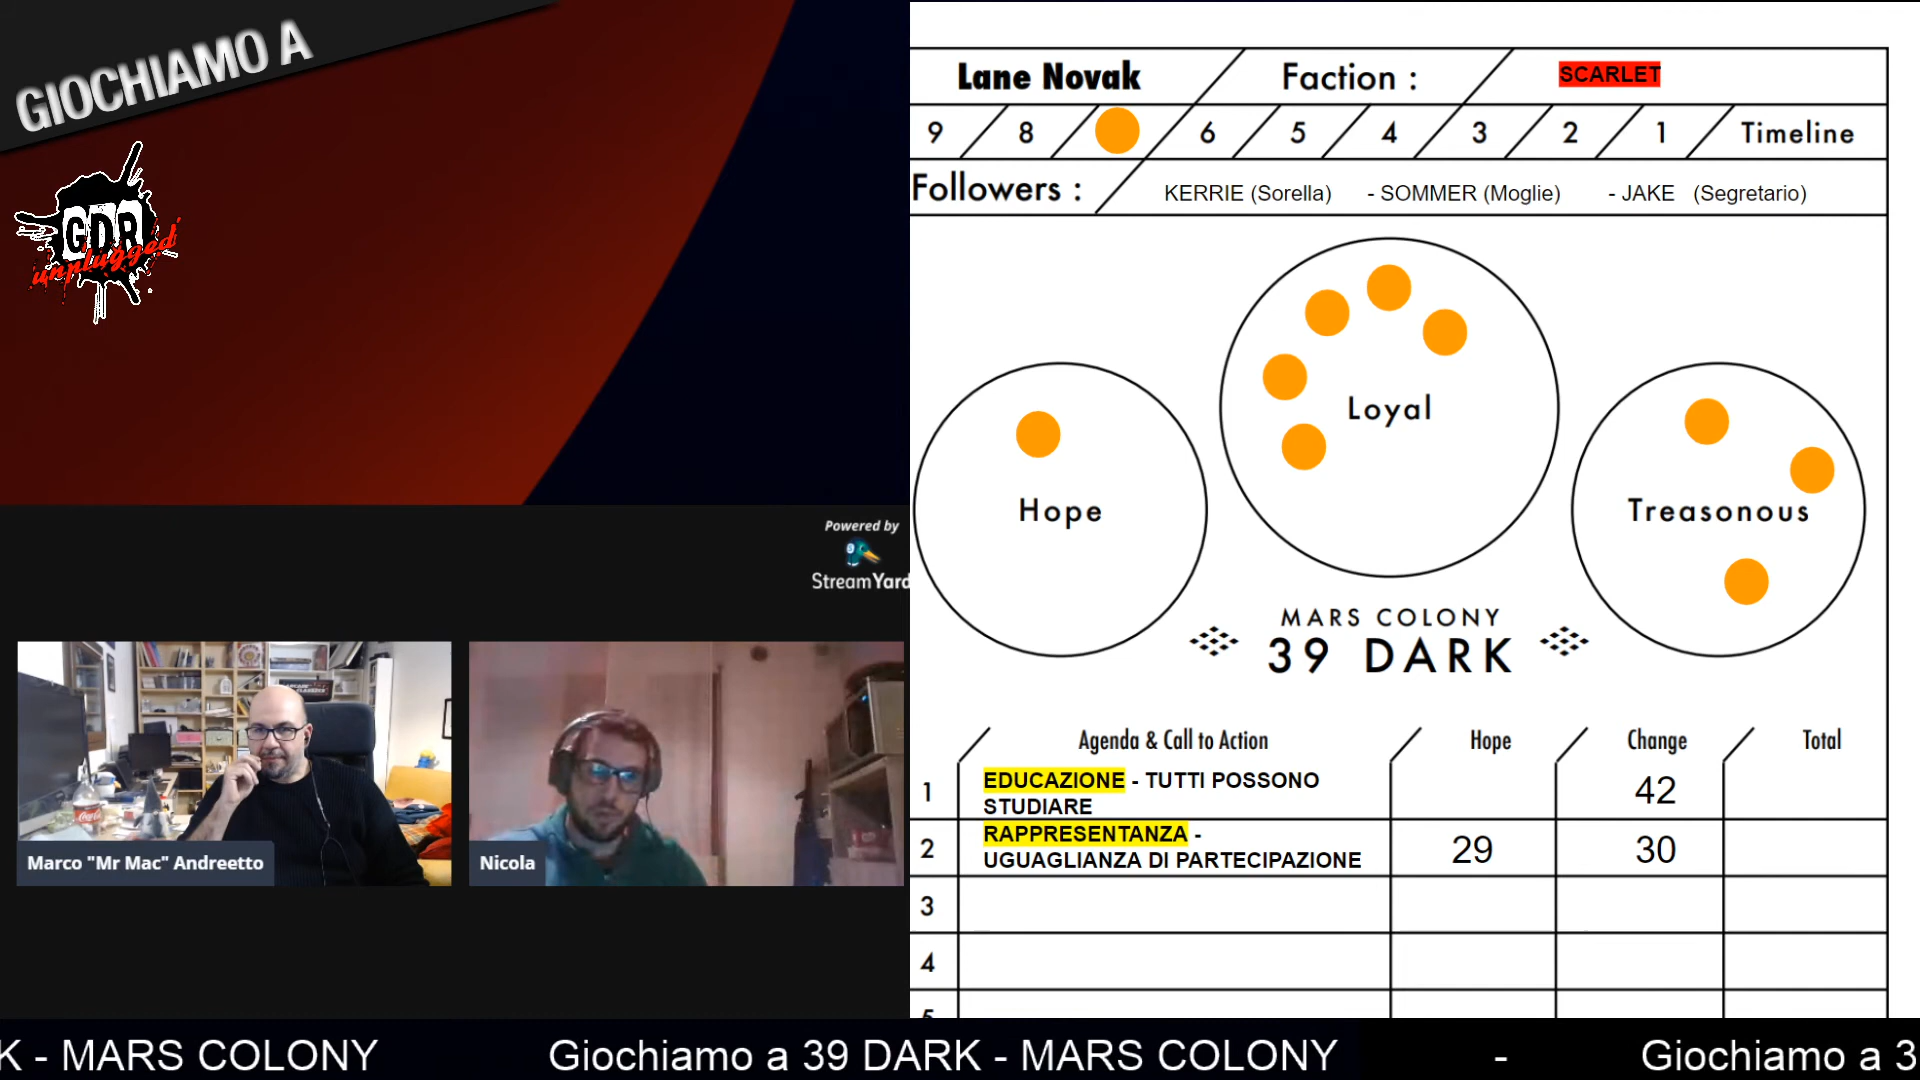 GIOCHIAMO A
GDR
unplugged
Powered by
StreamYard
Marco "Mr Mac" Andreetto
Nicola
Lane Novak
Faction :
SCARLET
9 8 6 5 4 3 2 1 Timeline
Followers :
KERRIE (Sorella) - SOMMER (Moglie) - JAKE (Segretario)
Hope
Loyal
Treasonous
MARS COLONY
39 DARK
Agenda & Call to Action Hope Change Total
1 EDUCAZIONE - TUTTI POSSONO
STUDIARE 42
2 RAPPRESENTANZA -
UGUAGLIANZA DI PARTECIPAZIONE 29 30
3
4
5
K - MARS COLONY Giochiamo a 39 DARK - MARS COLONY - Giochiamo a 3